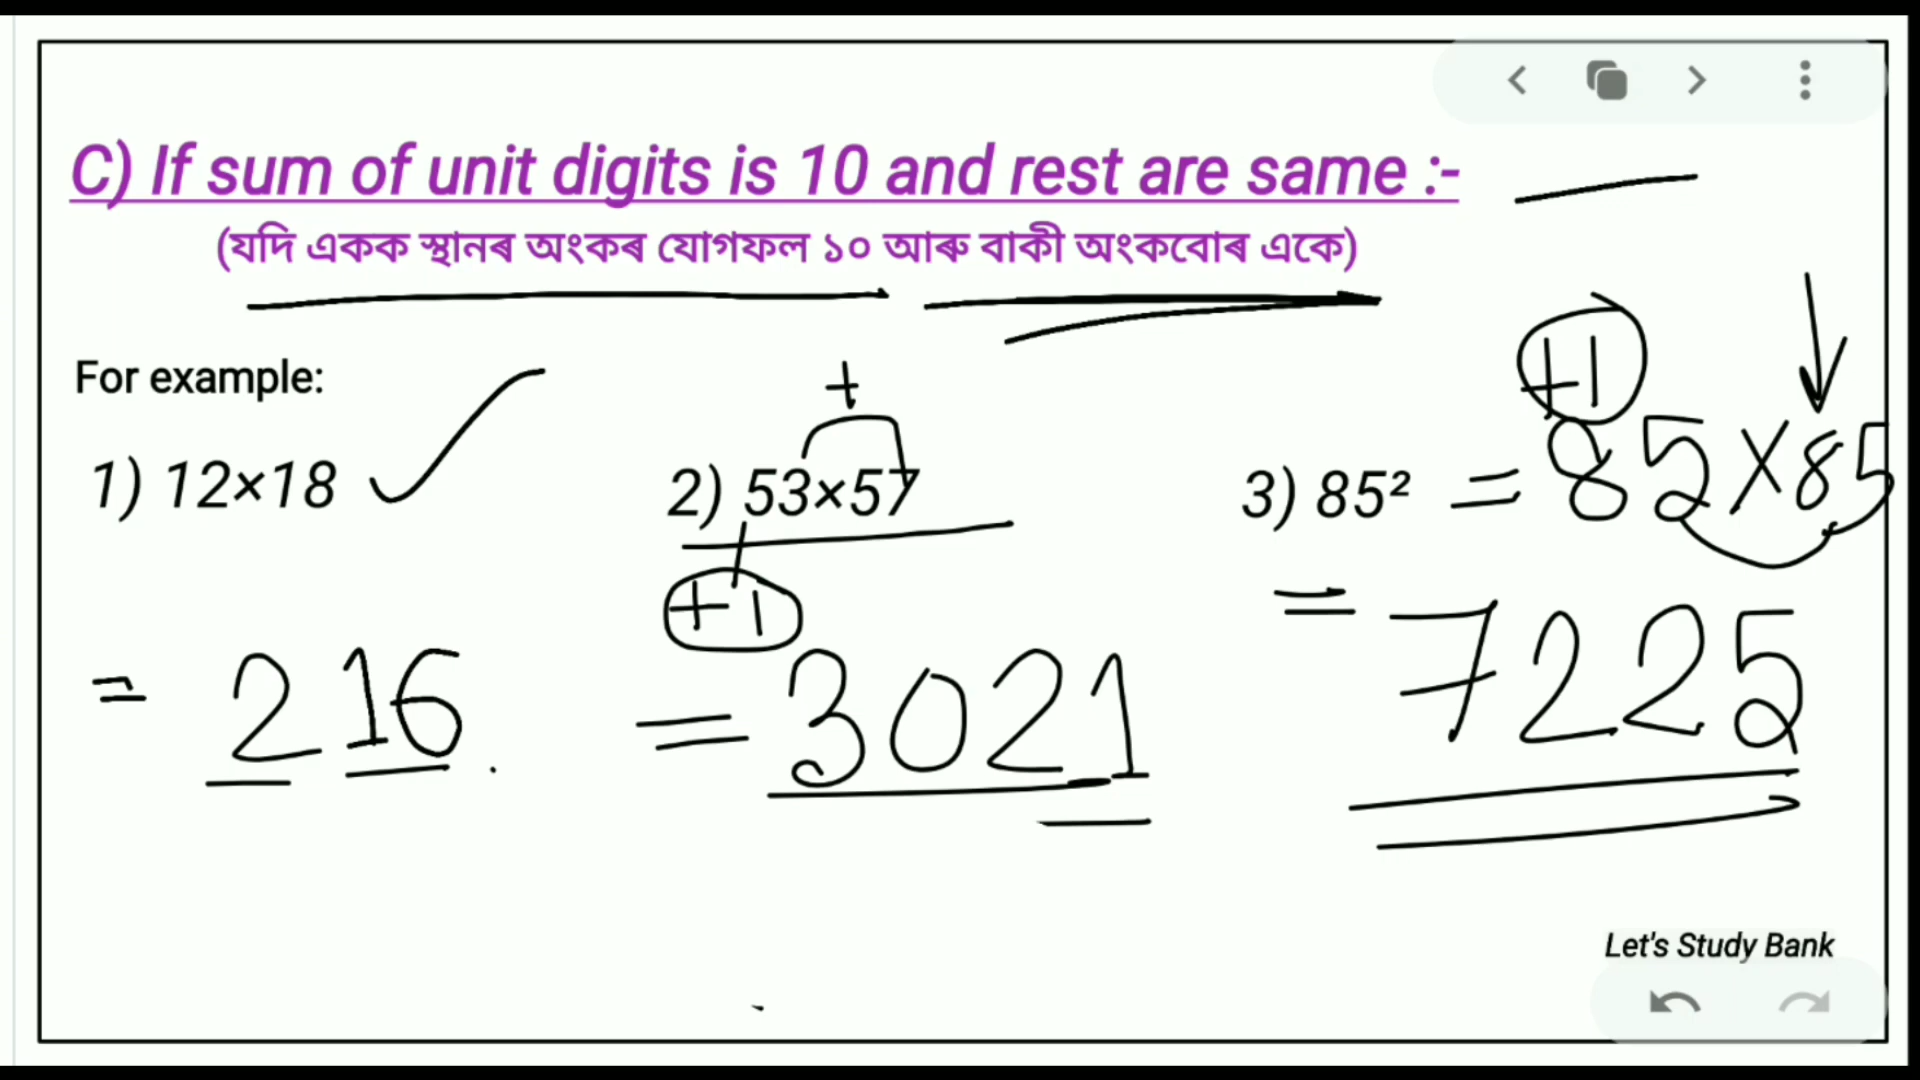 C) If sum of unit digits is 10 and rest are same :-
(যদি একক স্থানৰ অংকৰ যোগফল ১০ আৰু বাকী অংকবোৰ একে)
For example:
1) 12×18
+
2) 53×57
+1
+1
3) 85² = 85×85
= 216.
= 3021
= 7225
Let's Study Bank